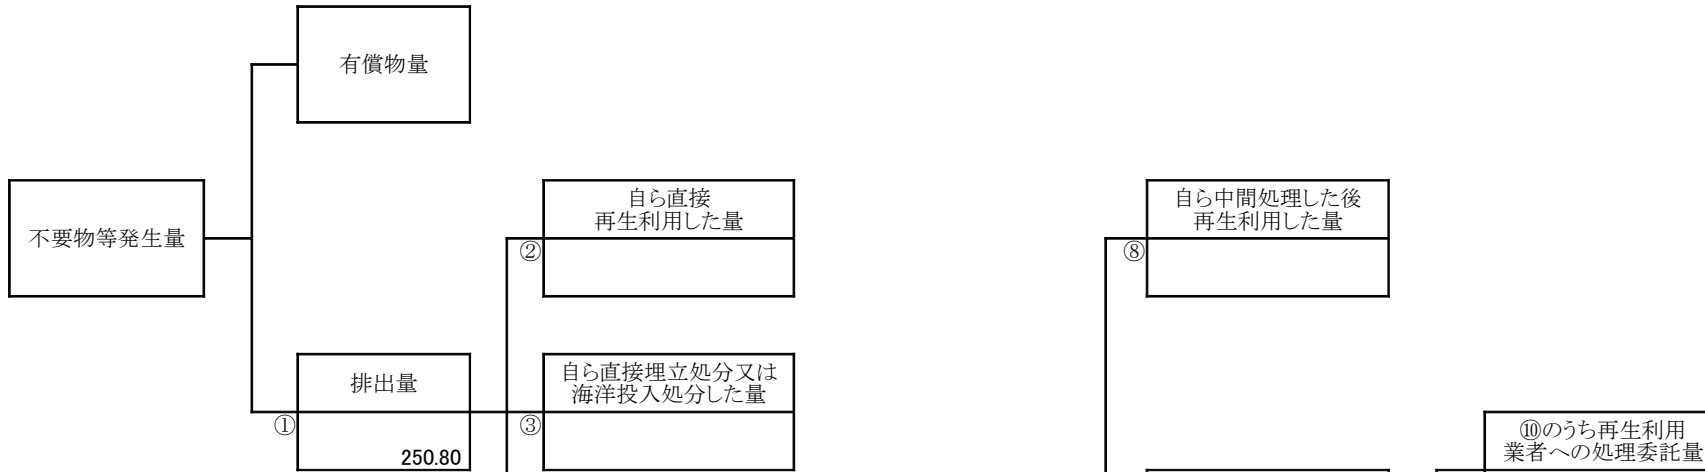 有償物量
不要物等発生量
自ら直接
再生利用した量
②
自ら中間処理した後
再生利用した量
⑧
排出量
①
250.80
自ら直接埋立処分又は
海洋投入処分した量
③
⑩のうち再生利用
業者への処理委託量